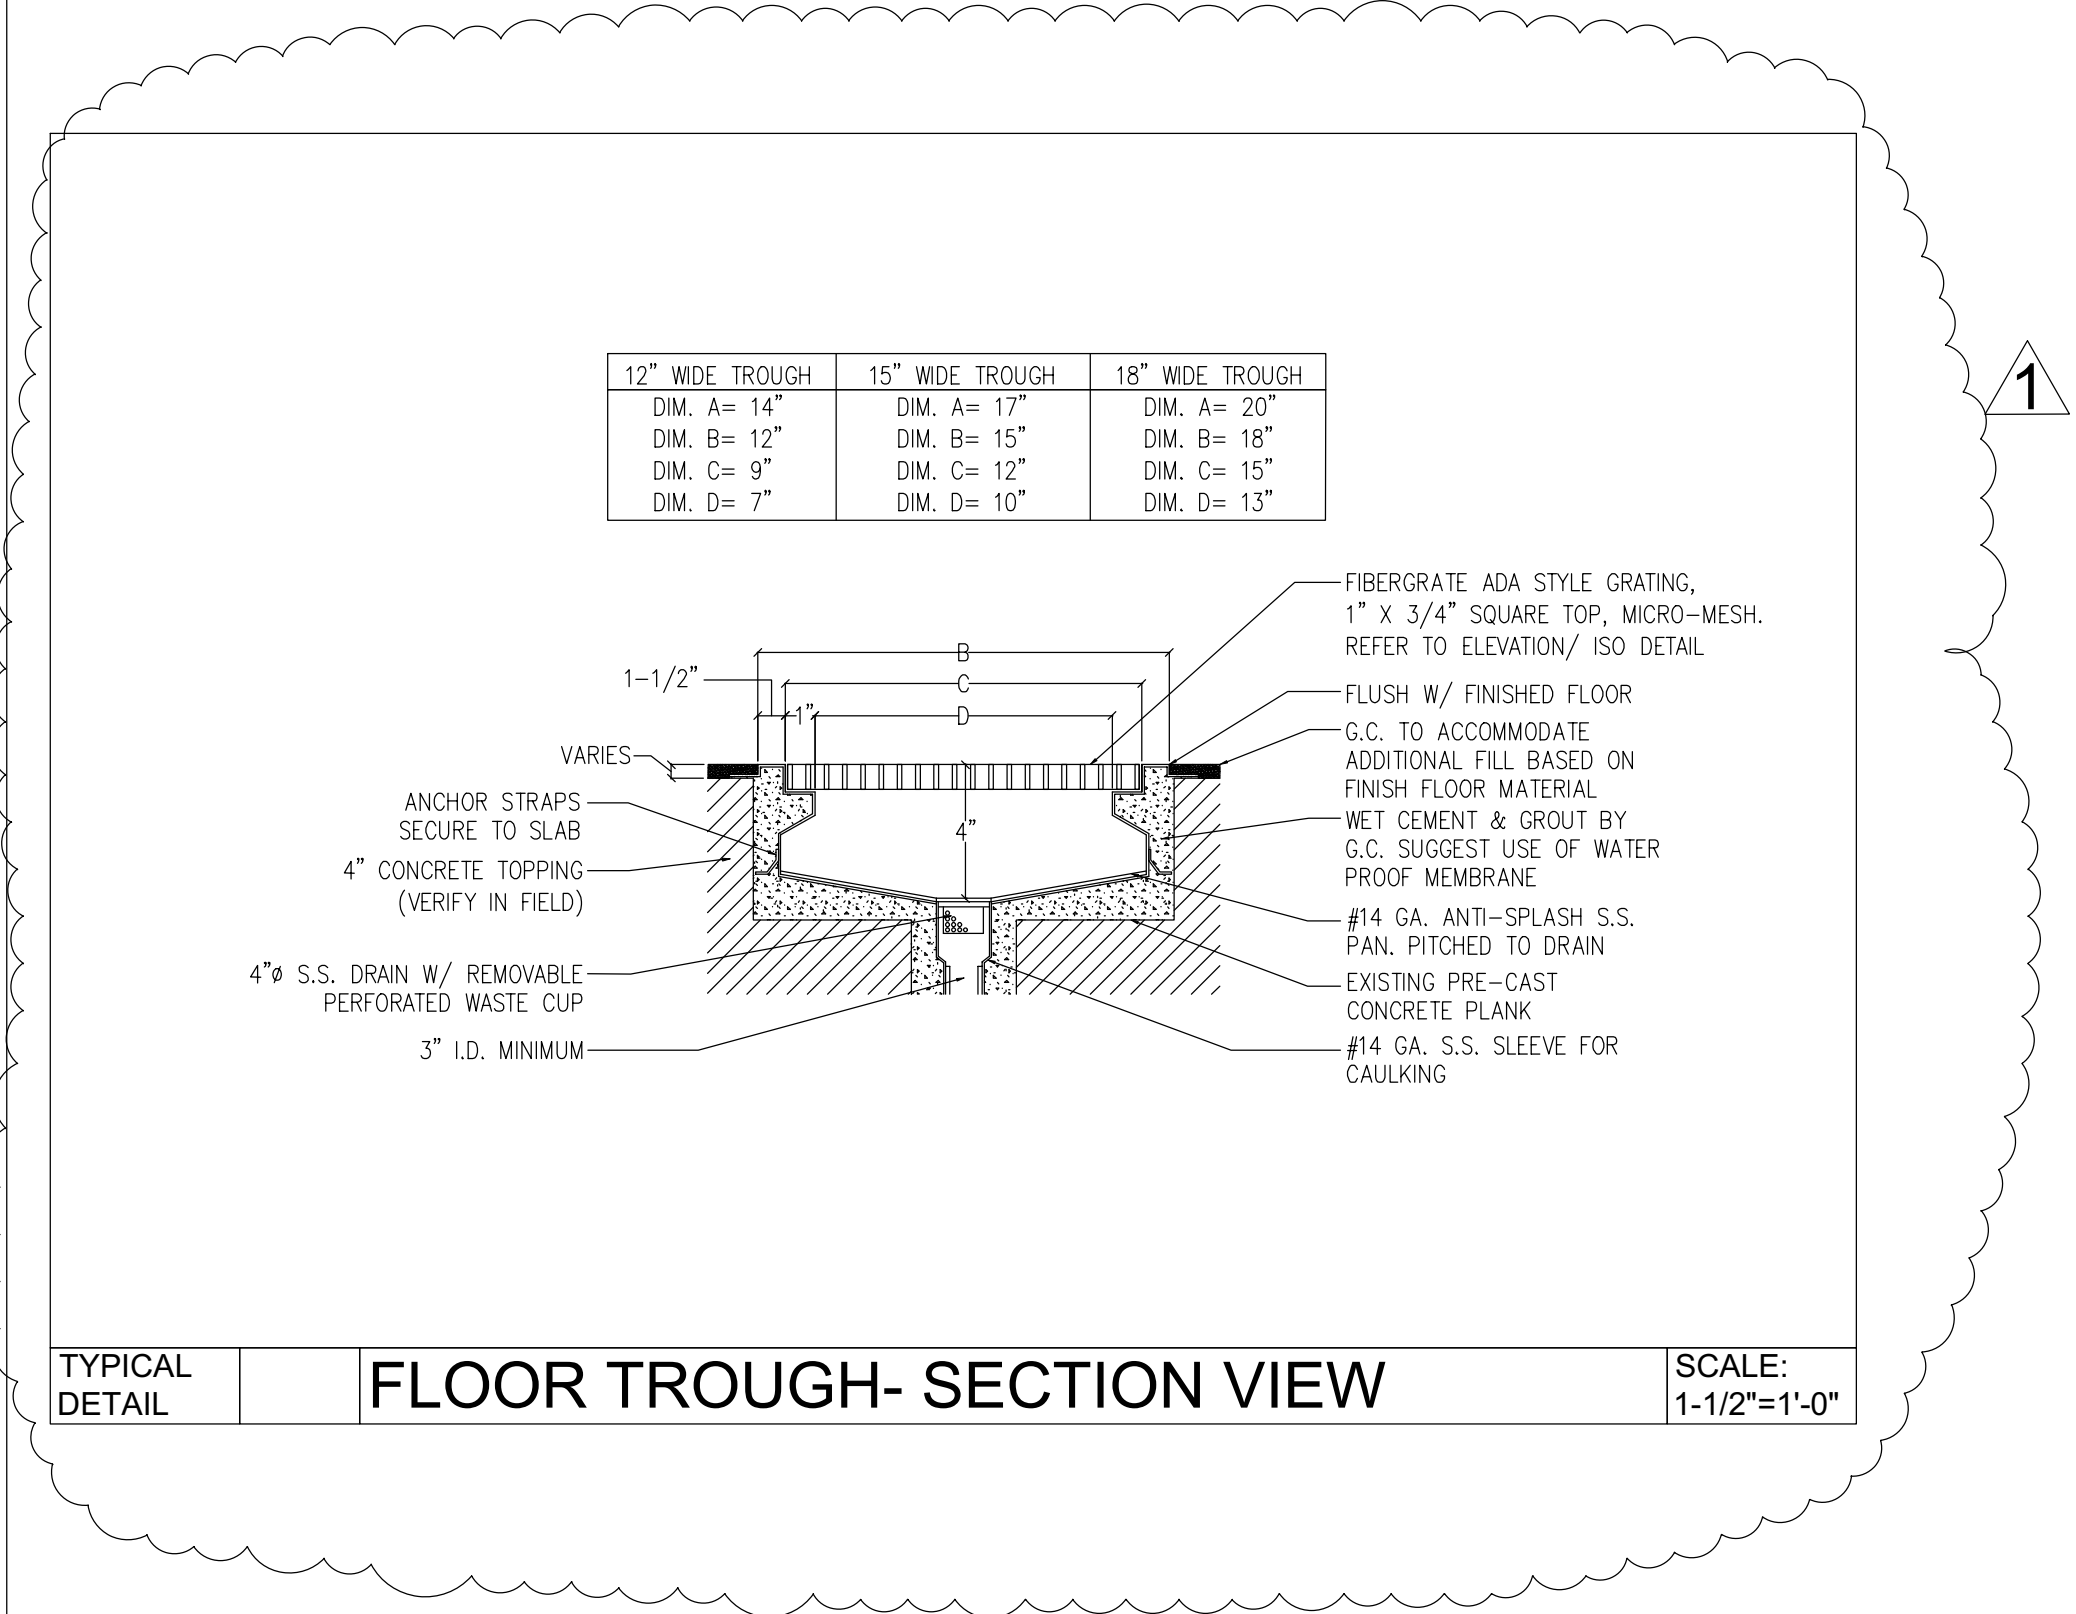 12" WIDE TROUGH 15" WIDE TROUGH 18" WIDE TROUGH
DIM. A= 14" DIM. A= 17" DIM. A= 20"
DIM. B= 12" DIM. B= 15" DIM. B= 18"
DIM. C= 9" DIM. C= 12" DIM. C= 15"
DIM. D= 7" DIM. D= 10" DIM. D= 13"
1
B
C
1-1/2"
1"
D
4"
VARIES
ANCHOR STRAPS
SECURE TO SLAB
4" CONCRETE TOPPING
(VERIFY IN FIELD)
4"ø S.S. DRAIN W/ REMOVABLE
PERFORATED WASTE CUP
3" I.D. MINIMUM
FIBERGRATE ADA STYLE GRATING,
1" X 3/4" SQUARE TOP, MICRO-MESH.
REFER TO ELEVATION/ ISO DETAIL
FLUSH W/ FINISHED FLOOR
G.C. TO ACCOMMODATE
ADDITIONAL FILL BASED ON
FINISH FLOOR MATERIAL
WET CEMENT & GROUT BY
G.C. SUGGEST USE OF WATER
PROOF MEMBRANE
#14 GA. ANTI-SPLASH S.S.
PAN. PITCHED TO DRAIN
EXISTING PRE-CAST
CONCRETE PLANK
#14 GA. S.S. SLEEVE FOR
CAULKING
TYPICAL
DETAIL
FLOOR TROUGH- SECTION VIEW
SCALE:
1-1/2"=1'-0"